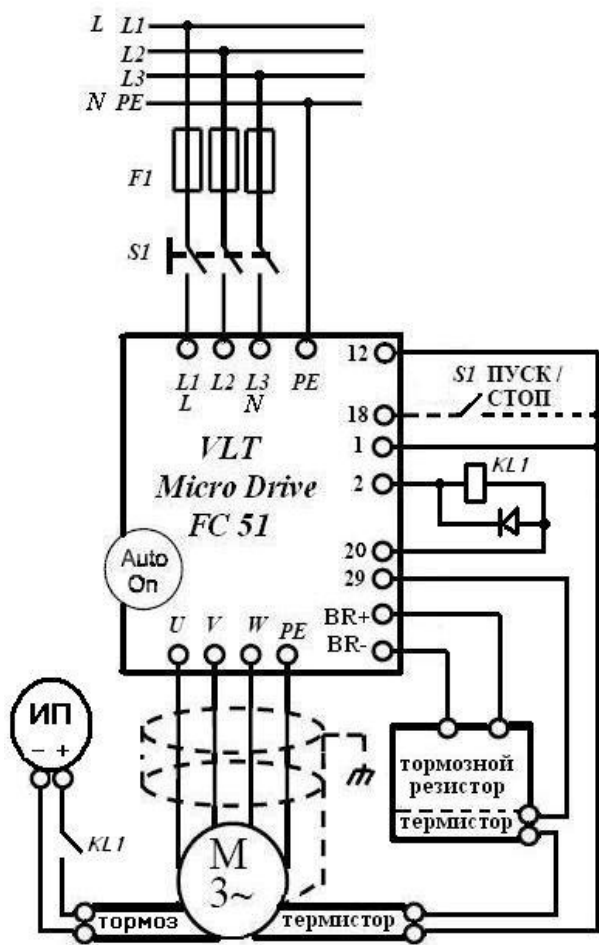 L L1
L2
L3
N PE
F1
S1
L1 L2 L3 PE
L N
VLT
Micro Drive
FC 51
Auto
On
12
S1 ПУСК /
СТОП
18
1
2
KL1
20
29
BR+
BR-
U V W PE
ИП
– +
KL1
тормозной
резистор
термистор
М
3~
тормоз
термистор